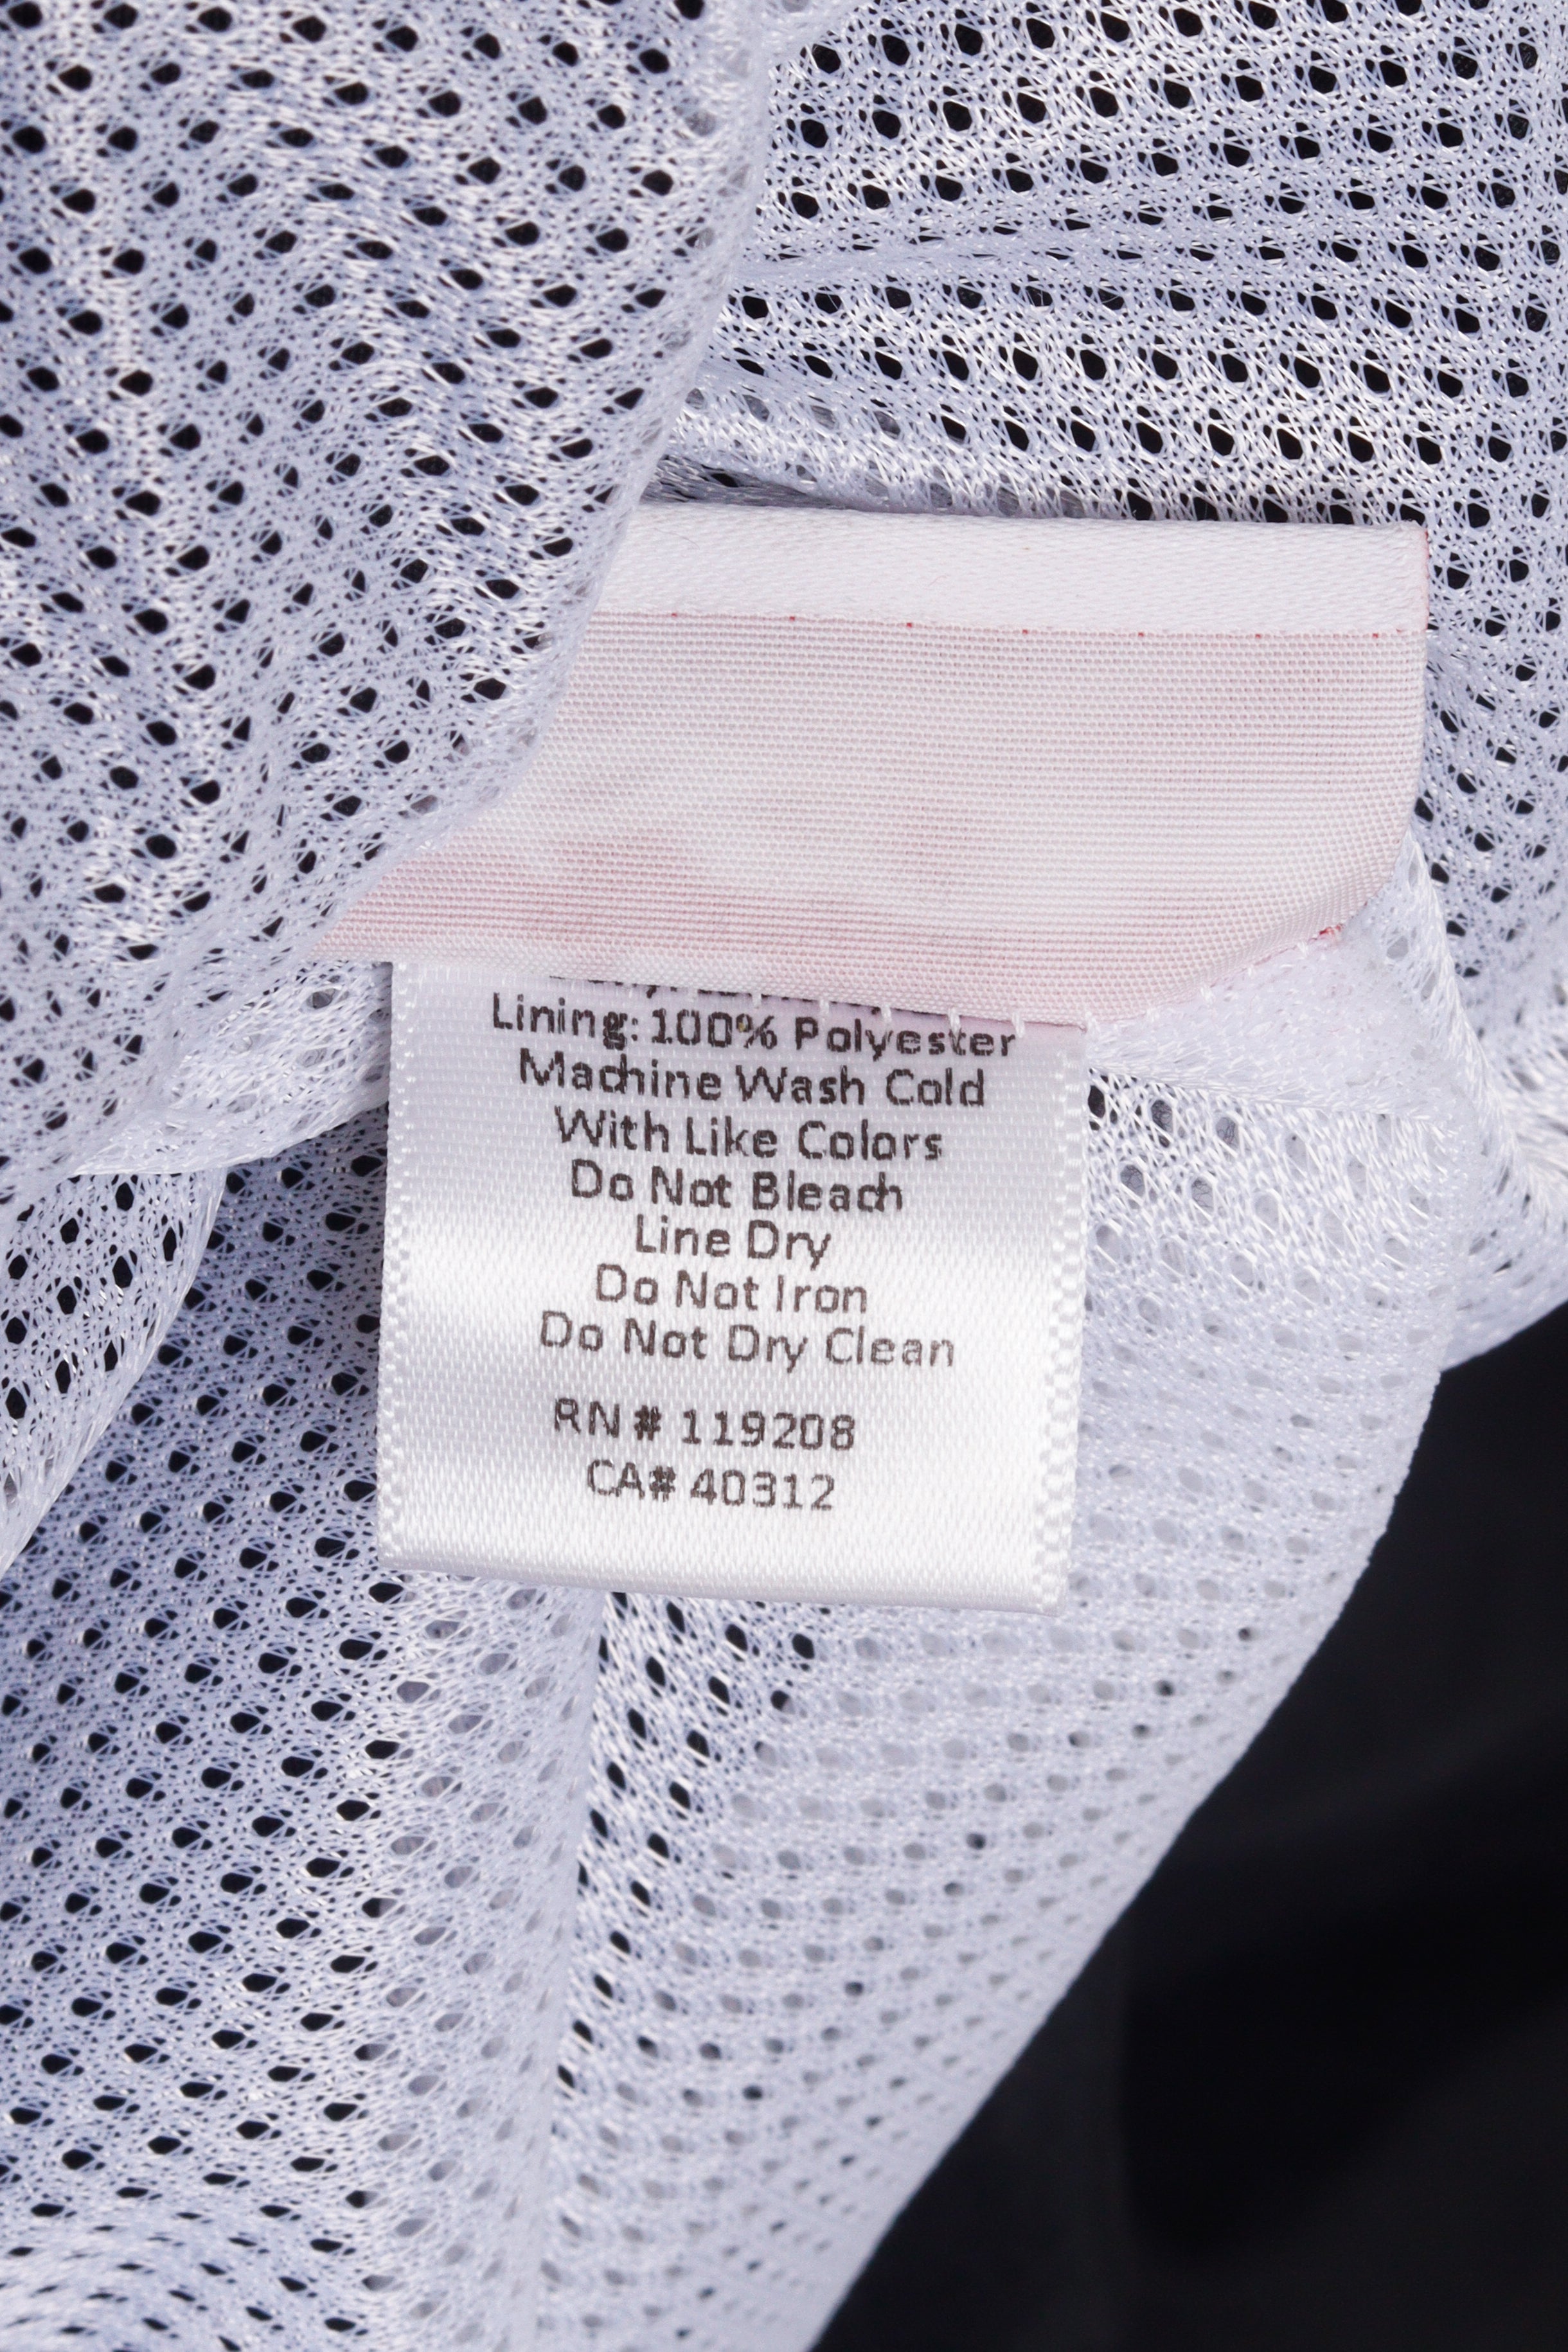 Lining: 100% Polyester
Machine Wash Cold
With Like Colors
Do Not Bleach
Line Dry
Do Not Iron
Do Not Dry Clean
RN# 119208
CA# 40312